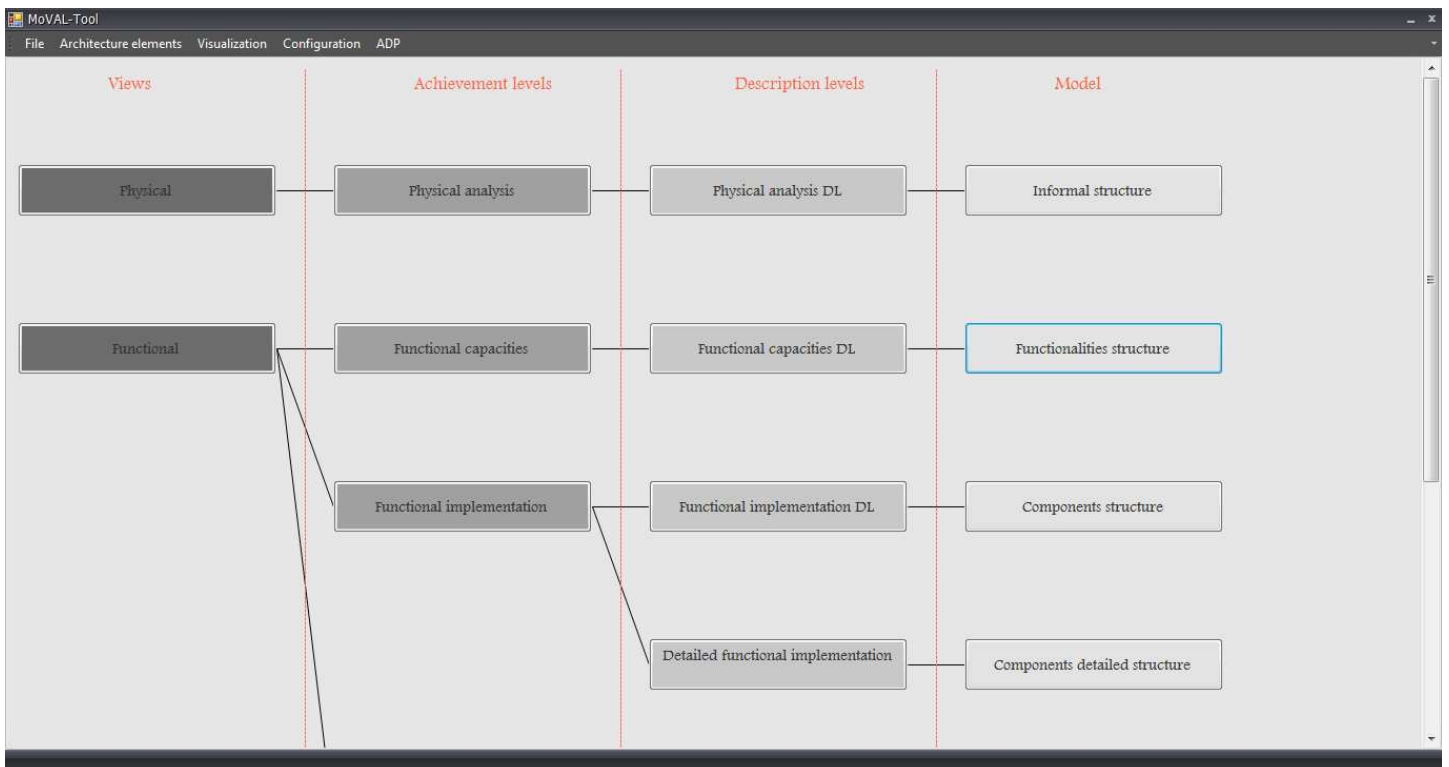 MoVAL-Tool
File Architecture elements Visualization Configuration ADP
Views Achievement levels Description levels Model
Physical Physical analysis Physical analysis DL Informal structure
Functional Functional capacities Functional capacities DL Functionalities structure
Functional implementation Functional implementation DL Components structure
Detailed functional implementation Components detailed structure